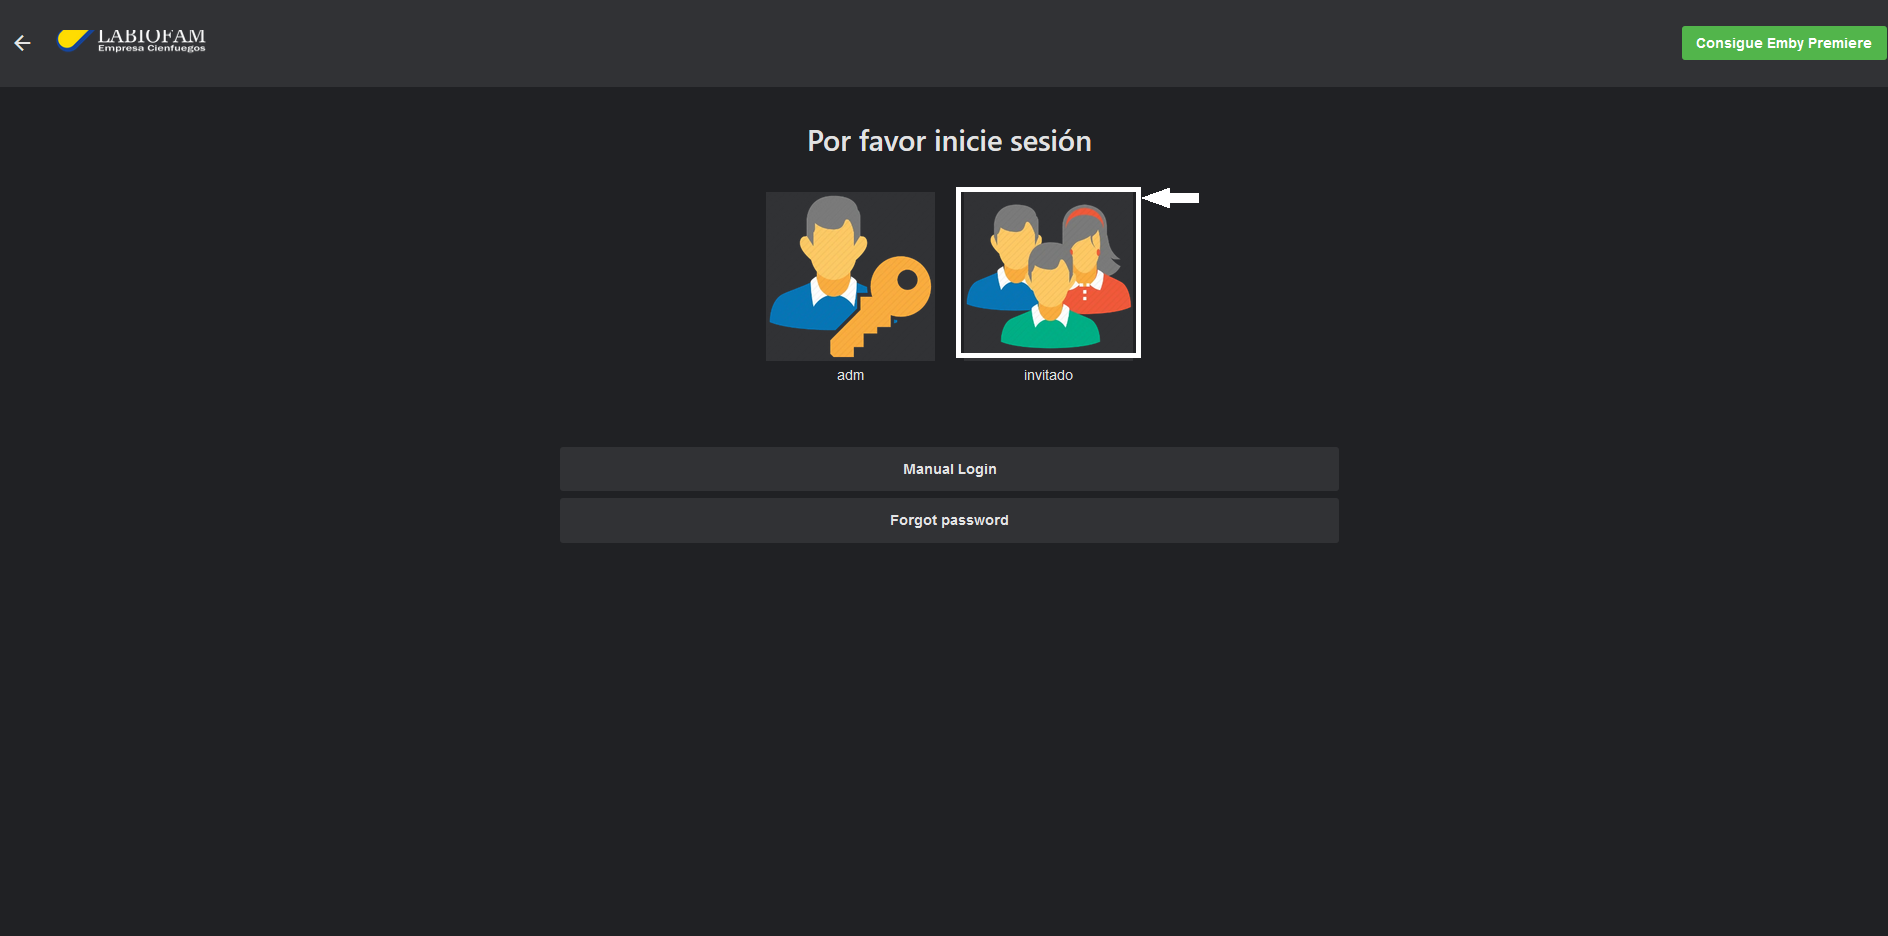 LABIOFAM
Empresa Cienfuegos
Consigue Emby Premiere
Por favor inicie sesión
adm
invitado
Manual Login
Forgot password